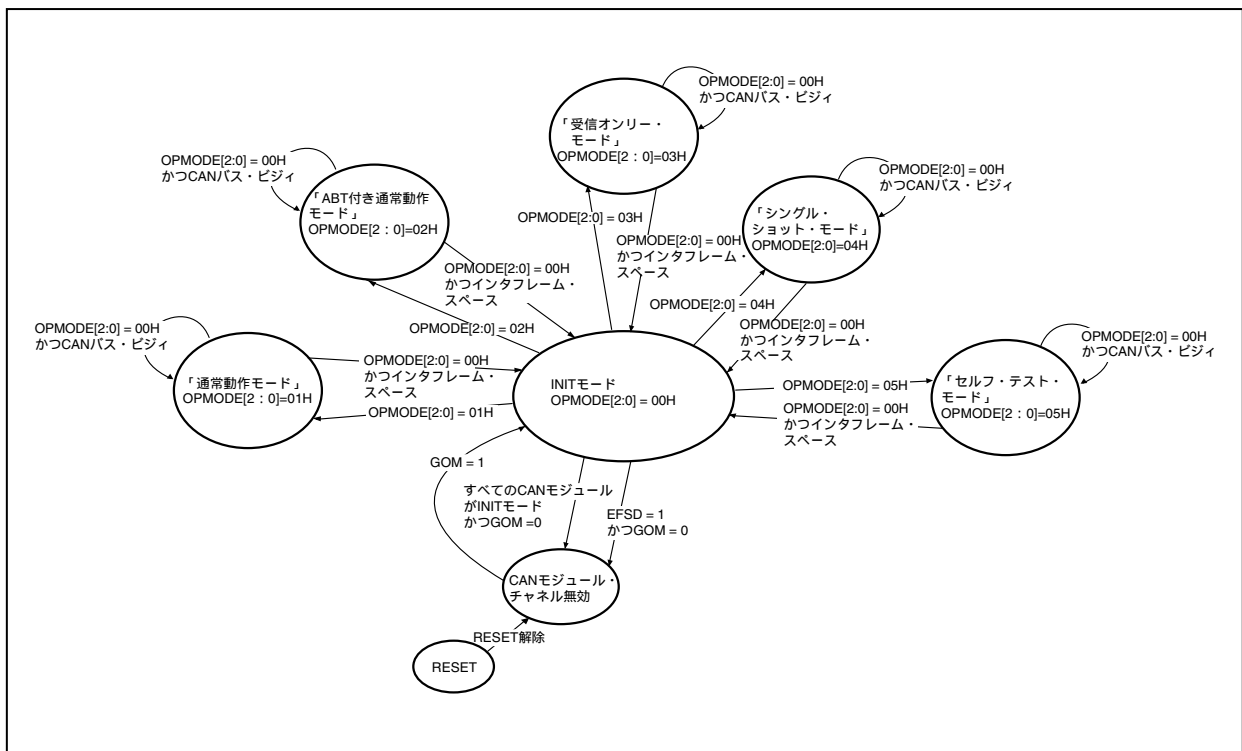 OPMODE[2:0] = 00H
かつCANバス・ビジィ
「受信オンリー・
モード」
OPMODE[2：0]=03H
OPMODE[2:0] = 00H
かつCANバス・ビジィ
「ABT付き通常動作
モード」
OPMODE[2：0]=02H
OPMODE[2:0] = 00H
かつCANバス・ビジィ
「シングル・
ショット・モード」
OPMODE[2:0]=04H
OPMODE[2:0] = 03H
OPMODE[2:0] = 00H
かつインタフレーム・
スペース
OPMODE[2:0] = 00H
かつインタフレーム・
スペース
OPMODE[2:0] = 04H
OPMODE[2:0] = 02H
OPMODE[2:0] = 00H
かつインタフレーム・
スペース
OPMODE[2:0] = 00H
かつCANバス・ビジィ
「通常動作モード」
OPMODE[2：0]=01H
OPMODE[2:0] = 00H
かつインタフレーム・
スペース
OPMODE[2:0] = 01H
INITモード
OPMODE[2:0] = 00H
OPMODE[2:0] = 05H
OPMODE[2:0] = 00H
かつインタフレーム・
スペース
OPMODE[2:0] = 00H
かつCANバス・ビジィ
「セルフ・テスト・
モード」
OPMODE[2：0]=05H
GOM = 1
すべてのCANモジュール
がINITモード
かつGOM =0
EFSD = 1
かつGOM = 0
CANモジュール・
チャネル無効
RESET解除
RESET